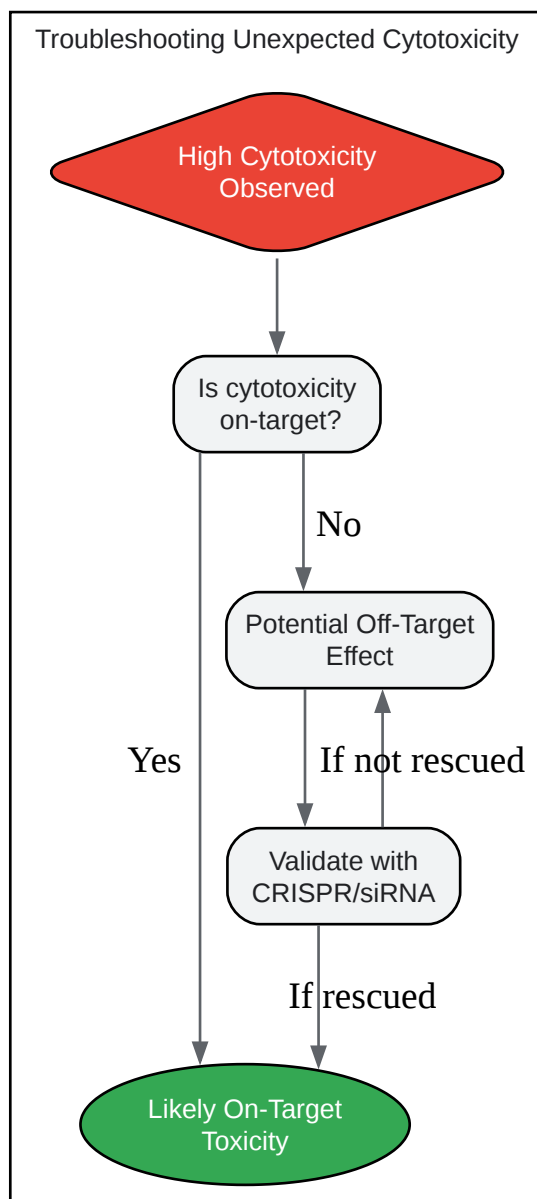 Troubleshooting Unexpected Cytotoxicity
High Cytotoxicity
Observed
Is cytotoxicity
on-target?
No
Potential Off-Target
Effect
Yes
If not rescued
Validate with
CRISPR/siRNA
If rescued
Likely On-Target
Toxicity